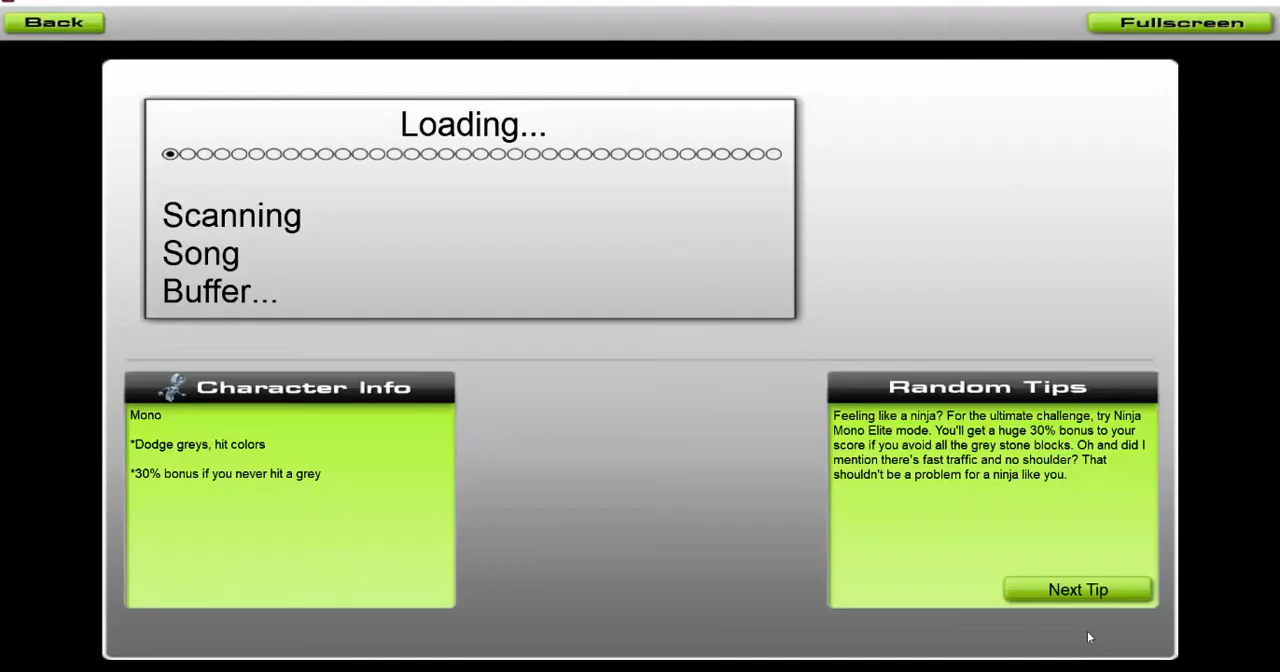 Back
Fullscreen
Loading...
Scanning
Song
Buffer...
Character Info
Mono
*Dodge greys, hit colors
*30% bonus if you never hit a grey
Random Tips
Feeling like a ninja? For the ultimate challenge, try Ninja
Mono Elite mode. You'll get a huge 30% bonus to your
score if you avoid all the grey stone blocks. Oh and did I
mention there's fast traffic and no shoulder? That
shouldn't be a problem for a ninja like you.
Next Tip